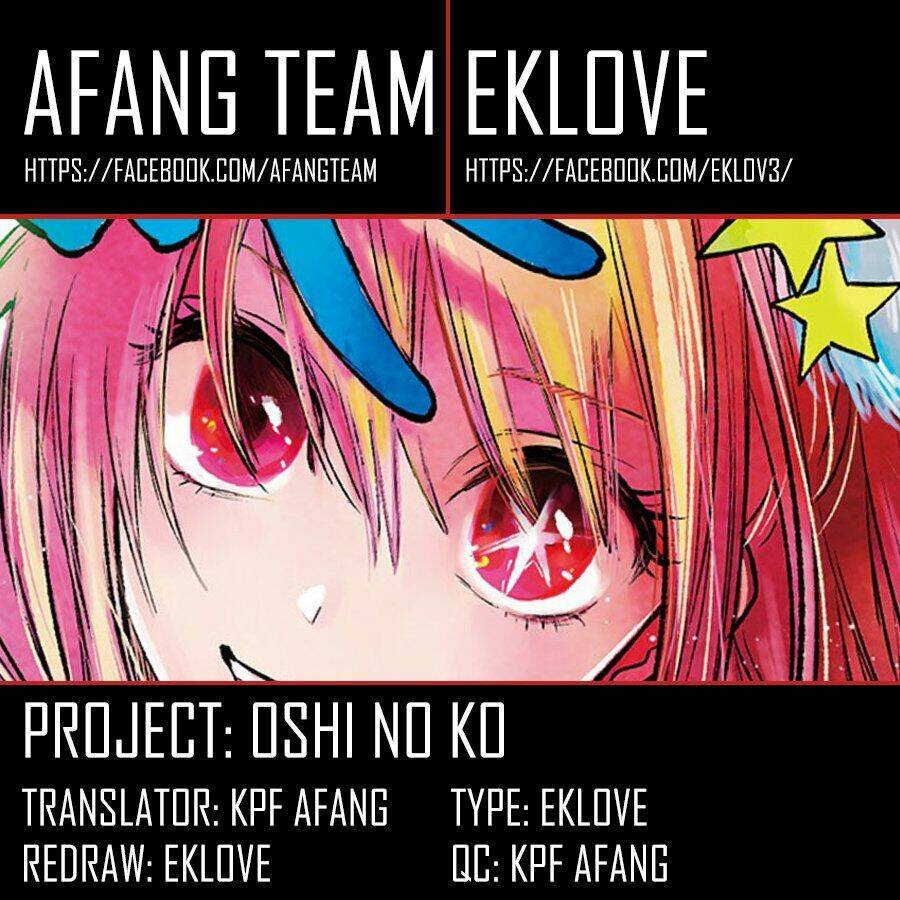 AFANG TEAM
HTTPS://FACEBOOK.COM/AFANGTEAM
EKLOVE
HTTPS://FACEBOOK.COM/EKLOV3/
PROJECT: OSHI NO KO
TRANSLATOR: KPF AFANG
TYPE: EKLOVE
REDRAW: EKLOVE
QC: KPF AFANG